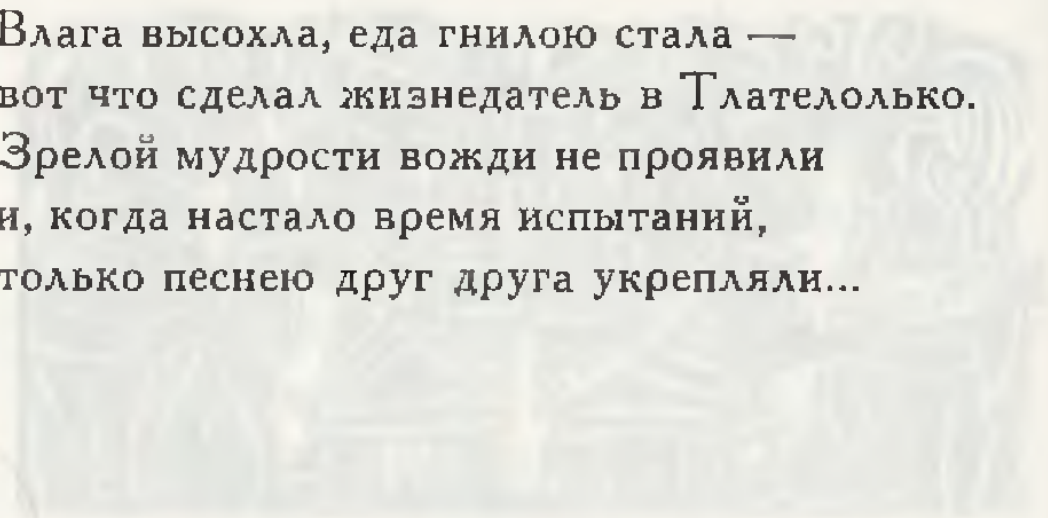 Влага высохла, еда гнилою стала —
вот что сделал жизнедатель в Тлателолько.
Зрелой мудрости вожди не проявили
и, когда настало время испытаний,
только песнею друг друга укрепляли...